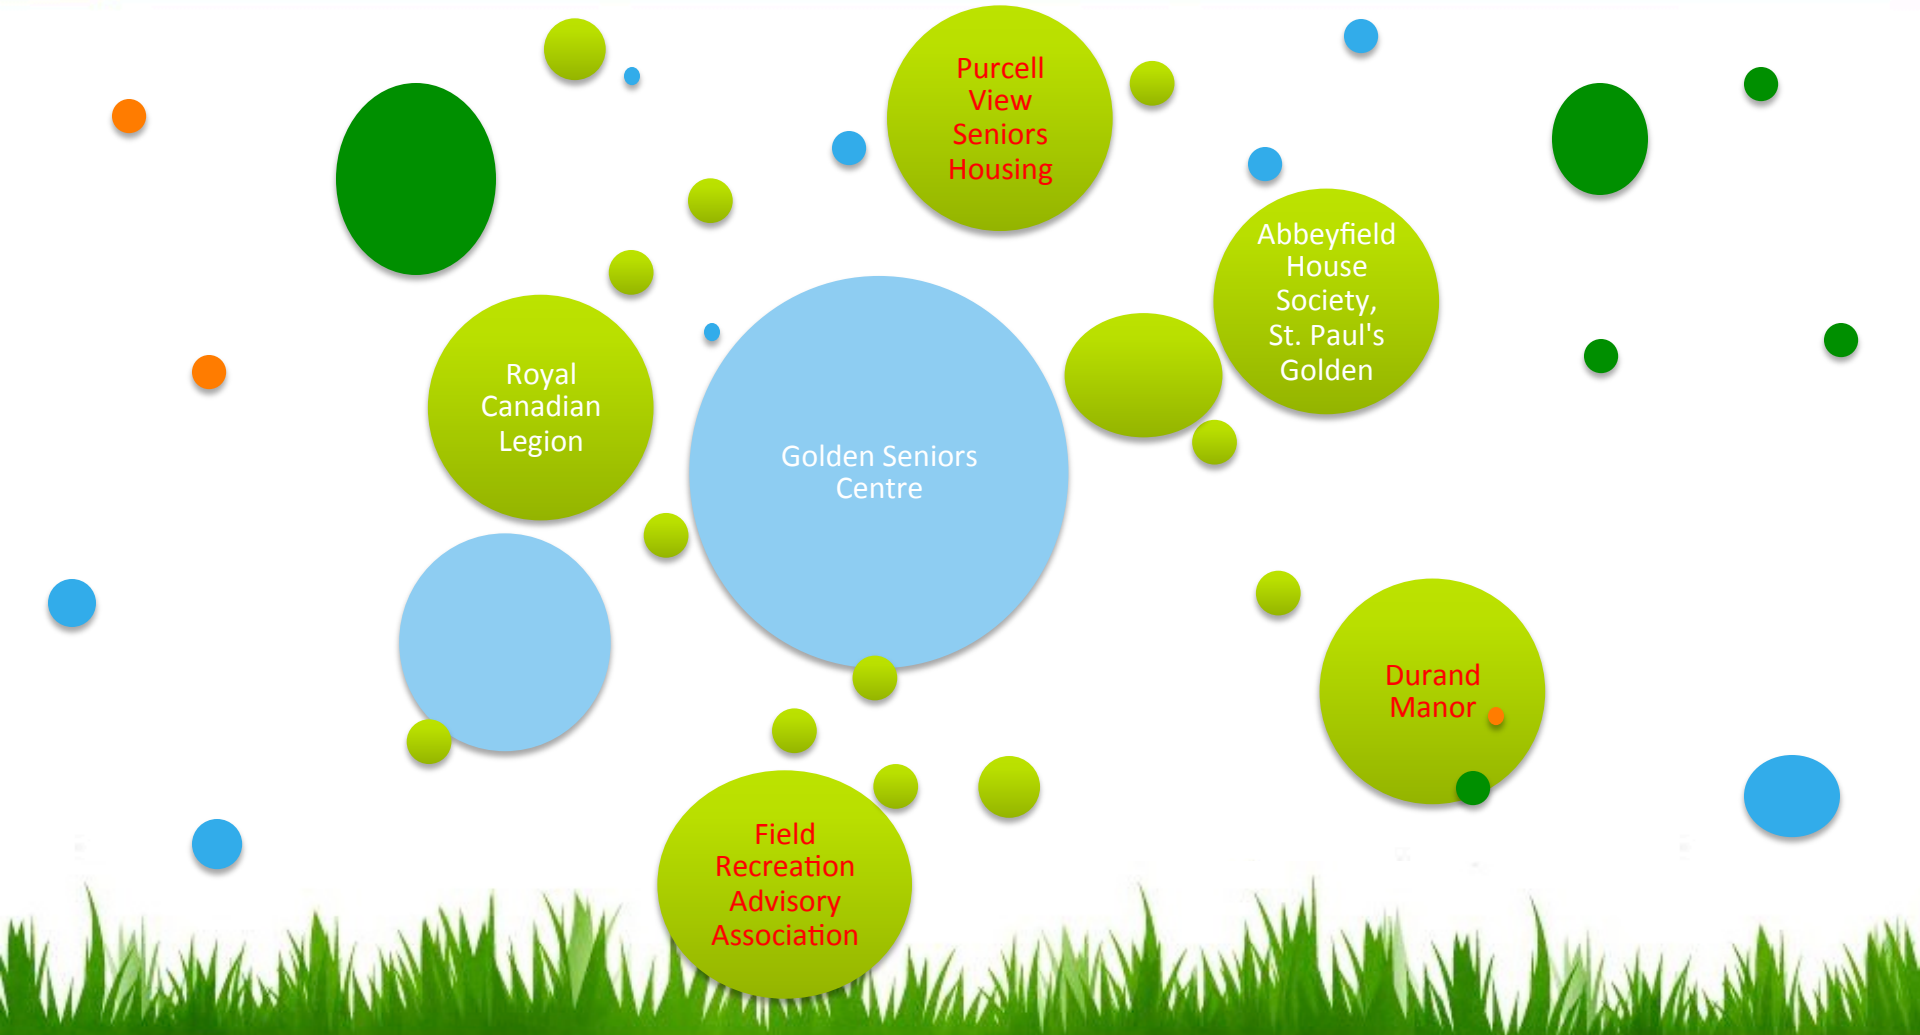 Purcell
View
Seniors
Housing
Abbeyfield
House
Society,
St. Paul's
Golden
Royal
Canadian
Legion
Golden Seniors
Centre
Durand
Manor
Field
Recreation
Advisory
Association